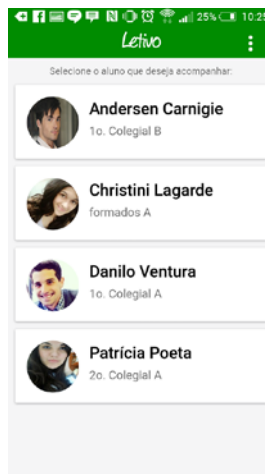 25% 10:25
Letivo
Selecione o aluno que deseja acompanhar:
Andersen Carnigie
1o. Colegial B
Christini Lagarde
formados A
Danilo Ventura
1o. Colegial A
Patrícia Poeta
2o. Colegial A